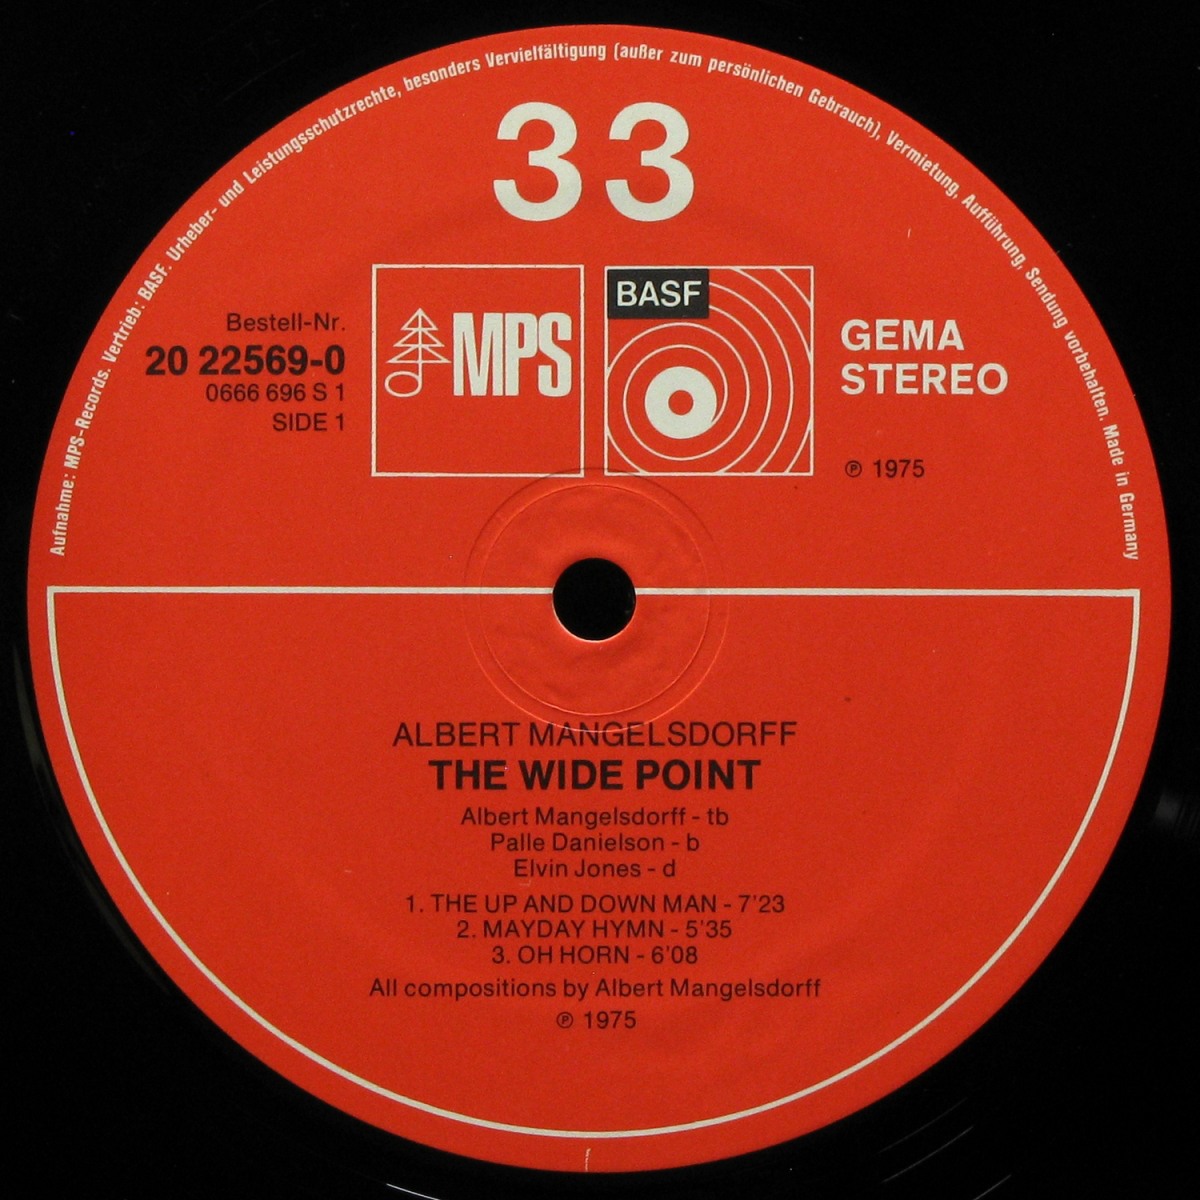 Aufnahme: MPS-Records. Vertrieb: BASF. Urheber- und Leistungsschutzrechte, besonders Vervielfältigung (außer zum persönlichen Gebrauch), Vermietung, Aufführung, Sendung vorbehalten. Made in Germany
33
Bestell-Nr.
20 22569-0
0666 696 S 1
SIDE 1
MPS
BASF
GEMA
STEREO
℗ 1975
ALBERT MANGELSDORFF
THE WIDE POINT
Albert Mangelsdorff - tb
Palle Danielson - b
Elvin Jones - d
1. THE UP AND DOWN MAN - 7'23
2. MAYDAY HYMN - 5'35
3. OH HORN - 6'08
All compositions by Albert Mangelsdorff
℗ 1975